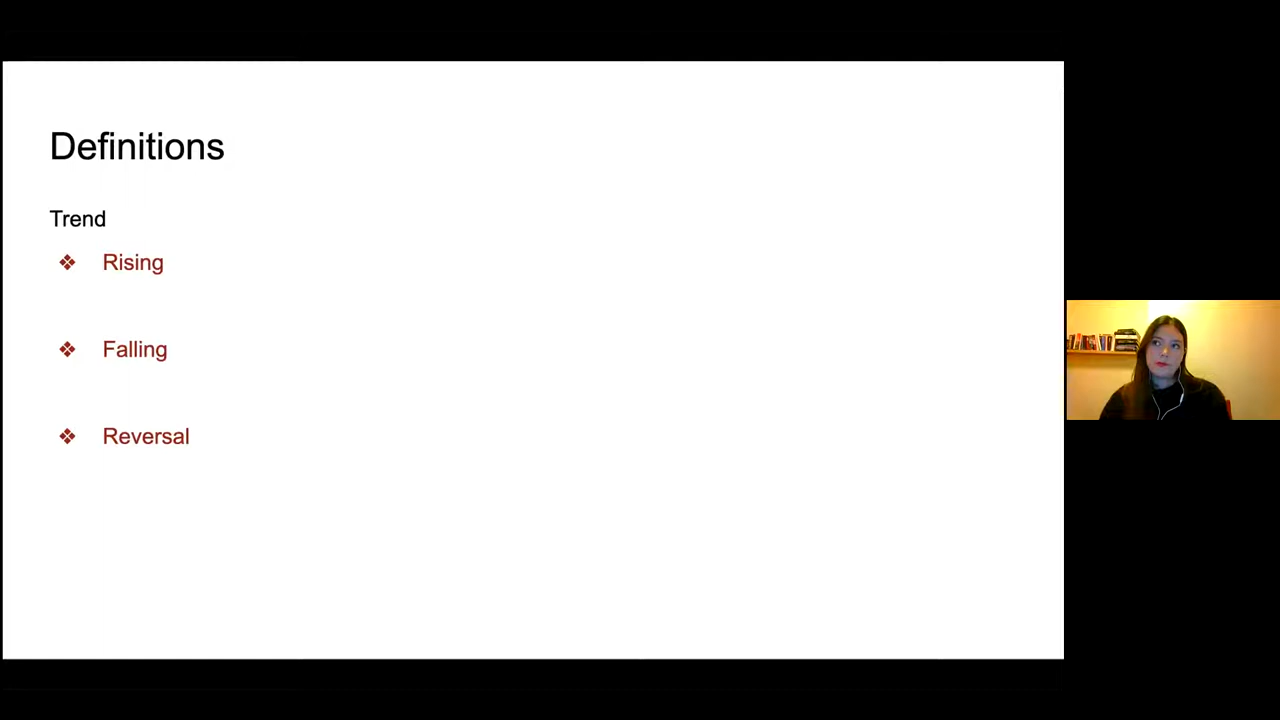 Definitions
Trend
❖ Rising
❖ Falling
❖ Reversal